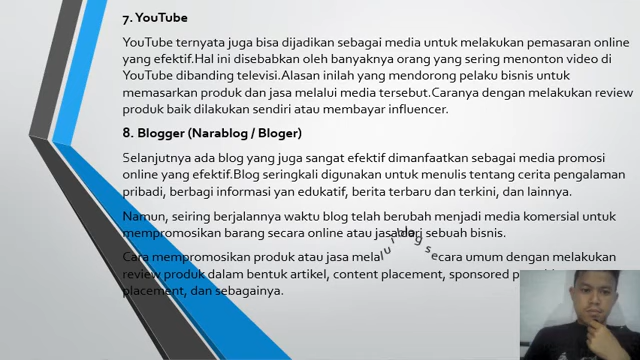 7. YouTube
YouTube ternyata juga bisa dijadikan sebagai media untuk melakukan pemasaran online
yang efektif.Hal ini disebabkan oleh banyaknya orang yang sering menonton video di
YouTube dibanding televisi.Alasan inilah yang mendorong pelaku bisnis untuk
memasarkan produk dan jasa melalui media tersebut.Caranya dengan melakukan review
produk baik dilakukan sendiri atau membayar influencer.
8. Blogger (Narablog / Bloger)
Selanjutnya ada blog yang juga sangat efektif dimanfaatkan sebagai media promosi
online yang efektif.Blog seringkali digunakan untuk menulis tentang cerita pengalaman
pribadi, berbagi informasi yan edukatif, berita terbaru dan terkini, dan lainnya.
Namun, seiring berjalannya waktu blog telah berubah menjadi media komersial untuk
mempromosikan barang secara online atau jasa dari sebuah bisnis.
Cara mempromosikan produk atau jasa melalui blog secara umum dengan melakukan
review produk dalam bentuk artikel, content placement, sponsored
placement, dan sebagainya.